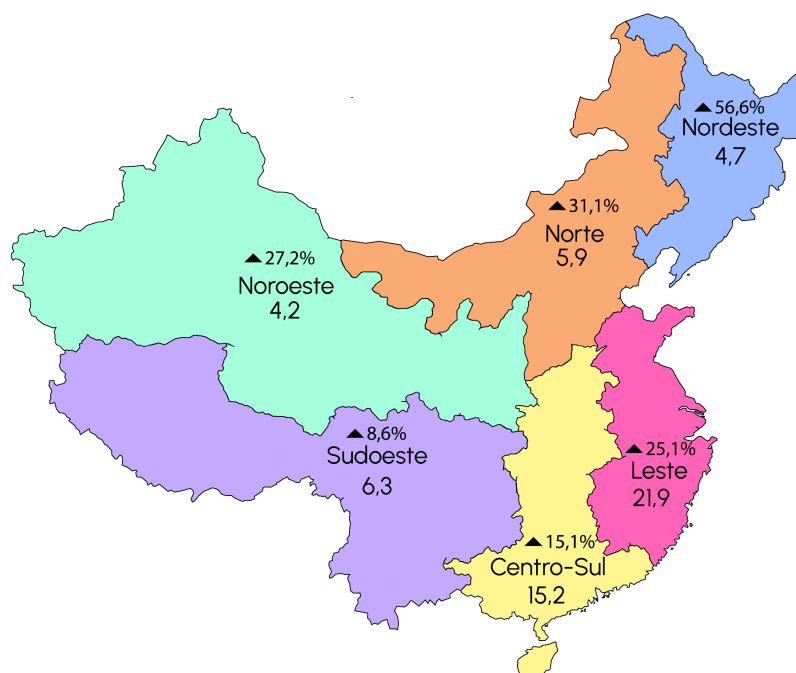 ▲ 56,6%
Nordeste
4,7
▲ 31,1%
Norte
5,9
▲ 27,2%
Noroeste
4,2
▲ 8,6%
Sudoeste
6,3
▲ 25,1%
Leste
21,9
▲ 15,1%
Centro-Sul
15,2